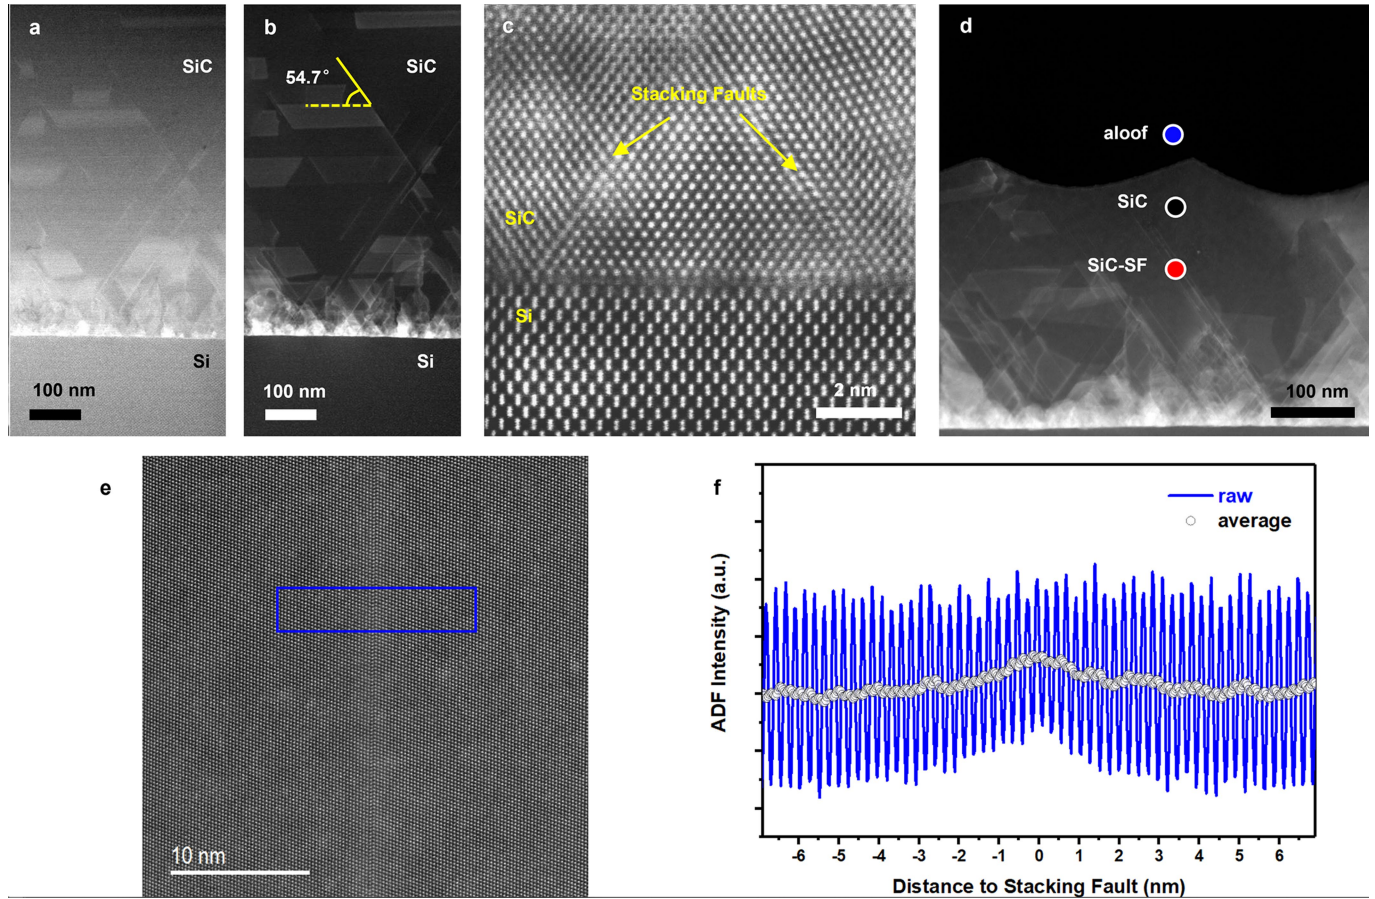 a
SiC
Si
100 nm
b
54.7°
SiC
Si
100 nm
c
Stacking Faults
SiC
Si
2 nm
d
aloof
SiC
SiC-SF
100 nm
e
10 nm
f
raw
average
ADF Intensity (a.u.)
-6 -5 -4 -3 -2 -1 0 1 2 3 4 5 6
Distance to Stacking Fault (nm)